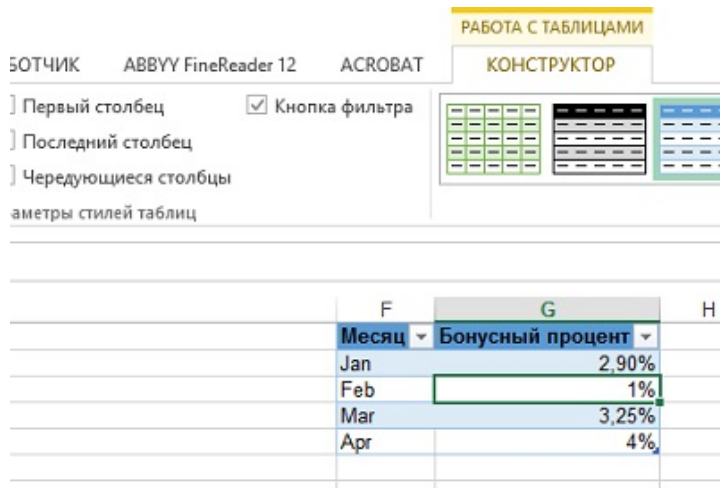 РАБОТА С ТАБЛИЦАМИ
БОТЧИК ABBYY FineReader 12 ACROBAT КОНСТРУКТОР
Первый столбец Кнопка фильтра
Последний столбец
Чередующиеся столбцы
аметры стилей таблиц
F G H
Месяц Бонусный процент
Jan 2,90%
Feb 1%
Mar 3,25%
Apr 4%